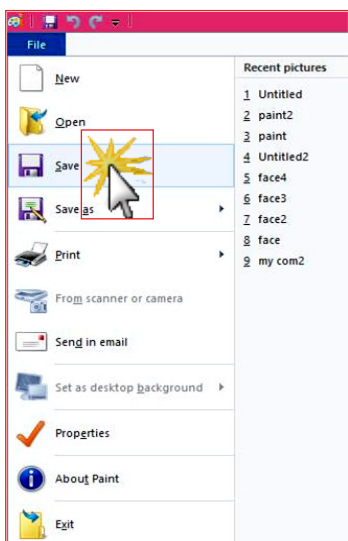 File
New
Open
Save
Save as
Print
From scanner or camera
Send in email
Set as desktop background
Properties
About Paint
Exit
Recent pictures
1 Untitled
2 paint2
3 paint
4 Untitled2
5 face4
6 face3
7 face2
8 face
9 my com2